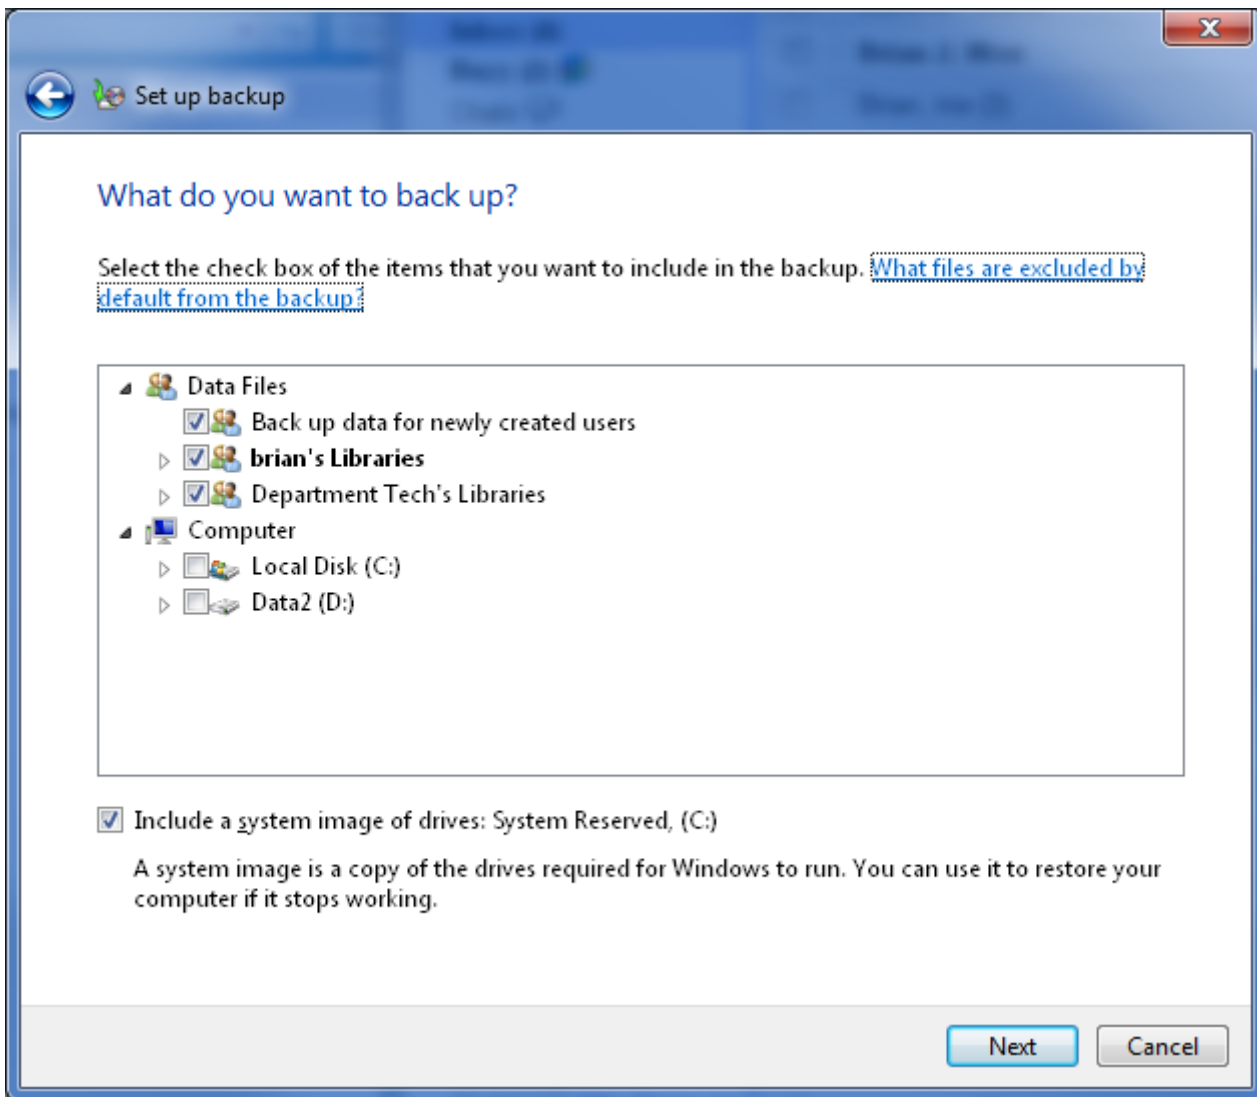 Set up backup
What do you want to back up?
Select the check box of the items that you want to include in the backup. What files are excluded by
default from the backup?
Data Files
Back up data for newly created users
brian's Libraries
Department Tech's Libraries
Computer
Local Disk (C:)
Data2 (D:)
Include a system image of drives: System Reserved, (C:)
A system image is a copy of the drives required for Windows to run. You can use it to restore your
computer if it stops working.
Next
Cancel